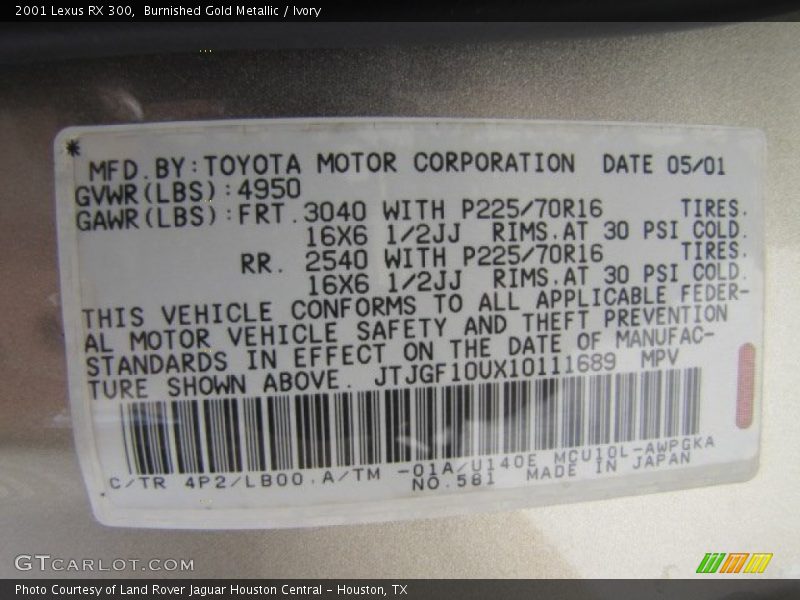 2001 Lexus RX 300, Burnished Gold Metallic / Ivory
MFD.BY:TOYOTA MOTOR CORPORATION DATE 05/01
GVWR(LBS):4950
GAWR(LBS):FRT.3040 WITH P225/70R16 TIRES.
16X6 1/2JJ RIMS.AT 30 PSI COLD.
RR. 2540 WITH P225/70R16 TIRES.
16X6 1/2JJ RIMS.AT 30 PSI COLD.
THIS VEHICLE CONFORMS TO ALL APPLICABLE FEDER-
AL MOTOR VEHICLE SAFETY AND THEFT PREVENTION
STANDARDS IN EFFECT ON THE DATE OF MANUFAC-
TURE SHOWN ABOVE. JTJGF10UX10111689 MPV
C/TR 4P2/LB00.A/TM -01A/U140E MCU10L-AWPGKA
NO.581 MADE IN JAPAN
GTCARLOT.COM
Photo Courtesy of Land Rover Jaguar Houston Central - Houston, TX